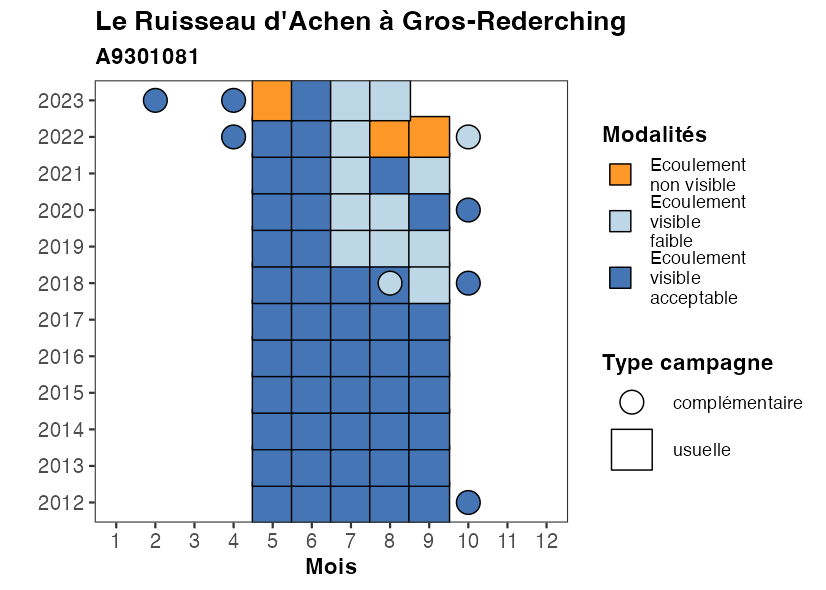 Le Ruisseau d'Achen à Gros-Rederching
A9301081
2023
2022
2021
2020
2019
2018
2017
2016
2015
2014
2013
2012
1 2 3 4 5 6 7 8 9 10 11 12
Mois
Modalités
Ecoulement
non visible
Ecoulement
visible
faible
Ecoulement
visible
acceptable
Type campagne
complémentaire
usuelle